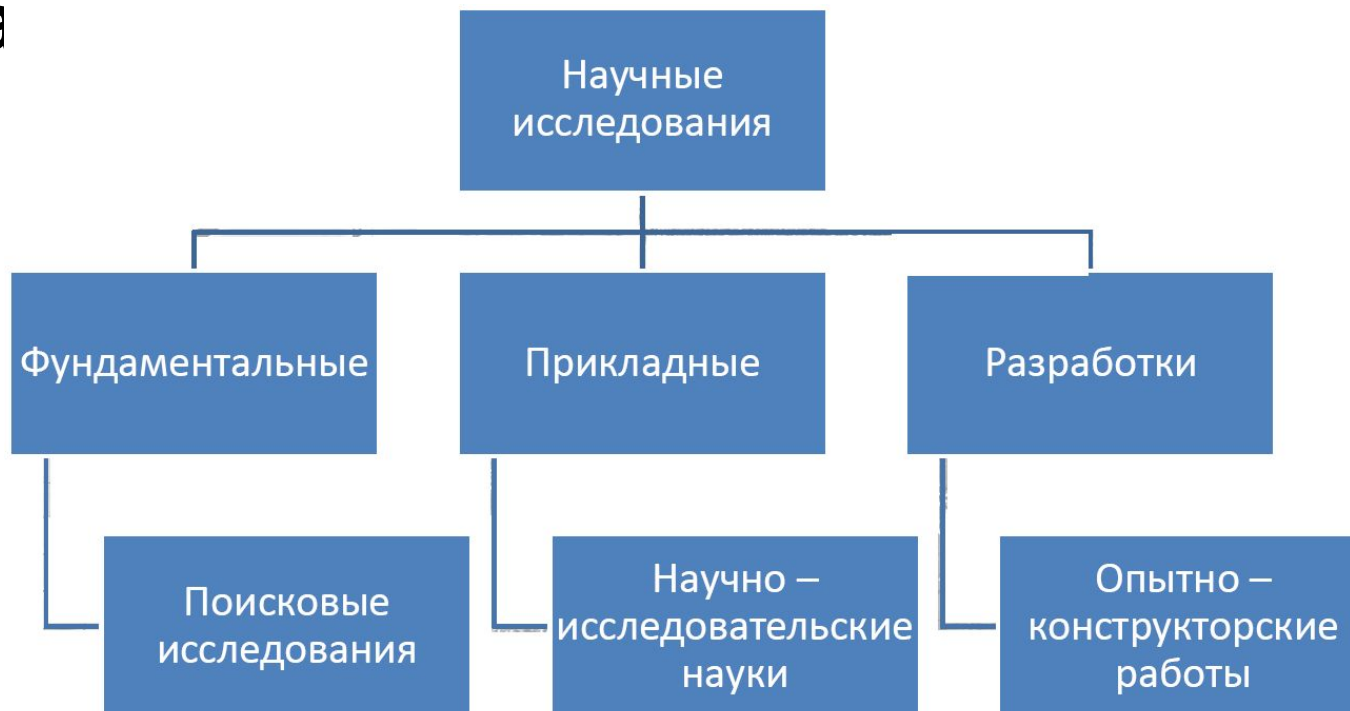 Научные
исследования
Фундаментальные
Прикладные
Разработки
Поисковые
исследования
Научно –
исследовательские
науки
Опытно –
конструкторские
работы